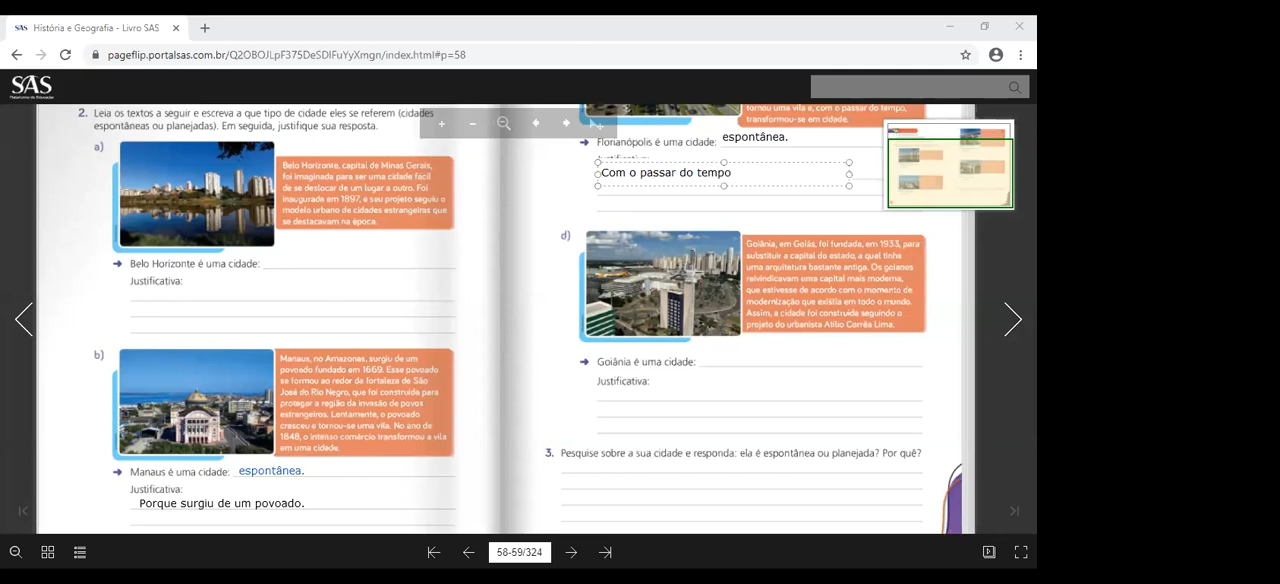 SAS História e Geografia - Livro SAS
pageflip.portalsas.com.br/Q2OBOJLpF375DeSDIFuYyXmgn/index.html#p=58
SAS
2. Leia os textos a seguir e escreva a que tipo de cidade eles se referem (cidades
espontâneas ou planejadas). Em seguida, justifique sua resposta.
a)
Belo Horizonte, capital de Minas Gerais,
foi imaginada para ser uma cidade fácil
de se deslocar de um lugar a outro. Foi
inaugurada em 1897, e seu projeto seguiu o
modelo urbano de cidades estrangeiras que
se destacavam na época.
Belo Horizonte é uma cidade:
Justificativa:
b)
Manaus, no Amazonas, surgiu de um
povoado fundado em 1669. Esse povoado
se formou ao redor da fortaleza de São
José do Rio Negro, que foi construída para
proteger a região da invasão de povos
estrangeiros. Lentamente, o povoado
cresceu e tornou-se uma vila. No ano de
1848, o intenso comércio transformou a vila
em uma cidade.
Manaus é uma cidade: espontânea.
Justificativa:
Porque surgiu de um povoado.
tornou uma vila e, com o passar do tempo,
transformou-se em cidade.
Florianópolis é uma cidade: espontânea.
Com o passar do tempo
d)
Goiânia, em Goiás, foi fundada, em 1933, para
substituir a capital do estado, a qual tinha
uma arquitetura bastante antiga. Os goianos
reivindicavam uma capital mais moderna,
que estivesse de acordo com o momento de
modernização que existia em todo o mundo.
Assim, a cidade foi construída seguindo o
projeto do urbanista Atílio Corrêa Lima.
Goiânia é uma cidade:
Justificativa:
3. Pesquise sobre a sua cidade e responda: ela é espontânea ou planejada? Por quê?
58-59/324